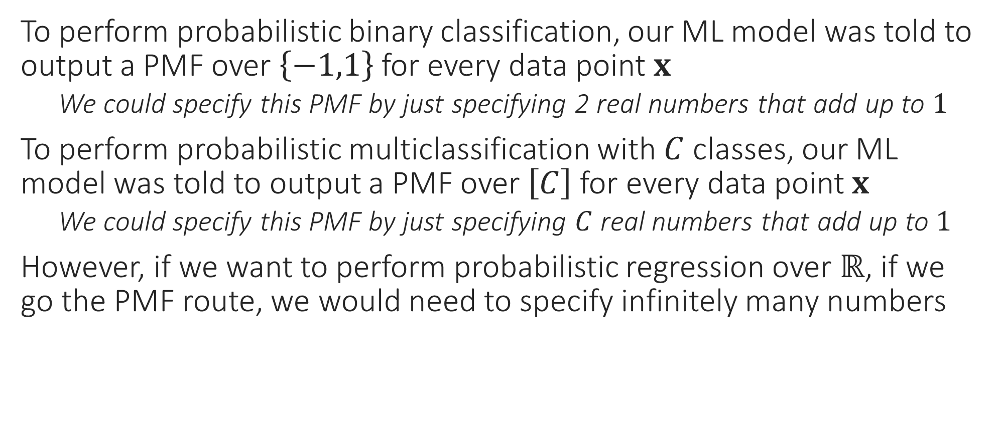 To perform probabilistic binary classification, our ML model was told to
output a PMF over {−1,1} for every data point 𝐱
We could specify this PMF by just specifying 2 real numbers that add up to 1
To perform probabilistic multiclassification with 𝐶 classes, our ML
model was told to output a PMF over [𝐶] for every data point 𝐱
We could specify this PMF by just specifying 𝐶 real numbers that add up to 1
However, if we want to perform probabilistic regression over ℝ, if we
go the PMF route, we would need to specify infinitely many numbers